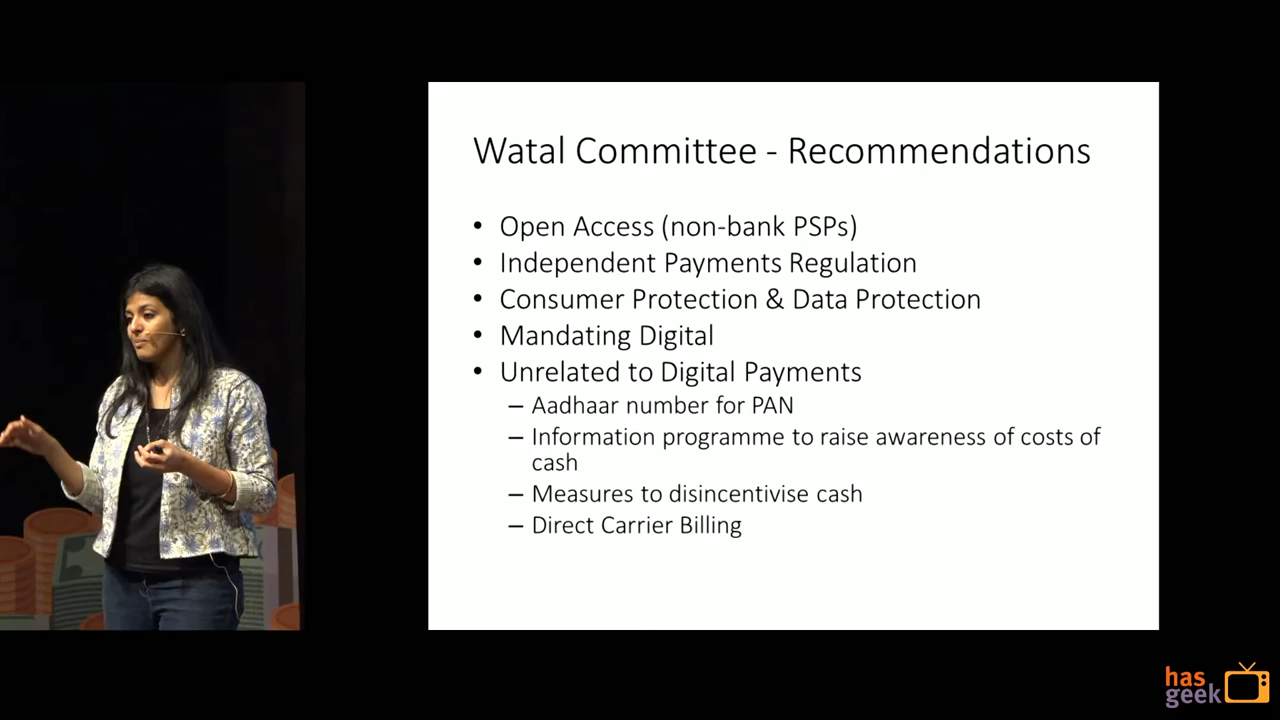 Watal Committee - Recommendations
• Open Access (non-bank PSPs)
• Independent Payments Regulation
• Consumer Protection & Data Protection
• Mandating Digital
• Unrelated to Digital Payments
– Aadhaar number for PAN
– Information programme to raise awareness of costs of
cash
– Measures to disincentivise cash
– Direct Carrier Billing
has
geek